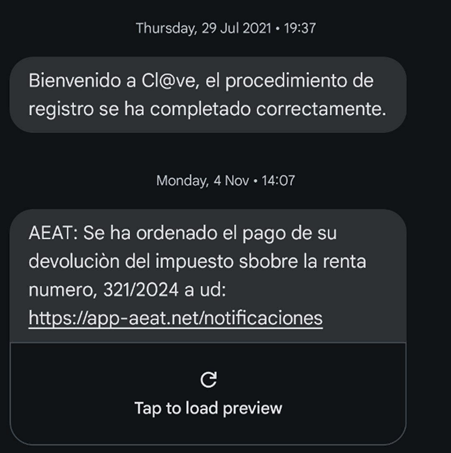 Thursday, 29 Jul 2021 • 19:37
Bienvenido a Cl@ve, el procedimiento de
registro se ha completado correctamente.
Monday, 4 Nov • 14:07
AEAT: Se ha ordenado el pago de su
devoluciòn del impuesto sbobre la renta
numero, 321/2024 a ud:
https://app-aeat.net/notificaciones
Tap to load preview